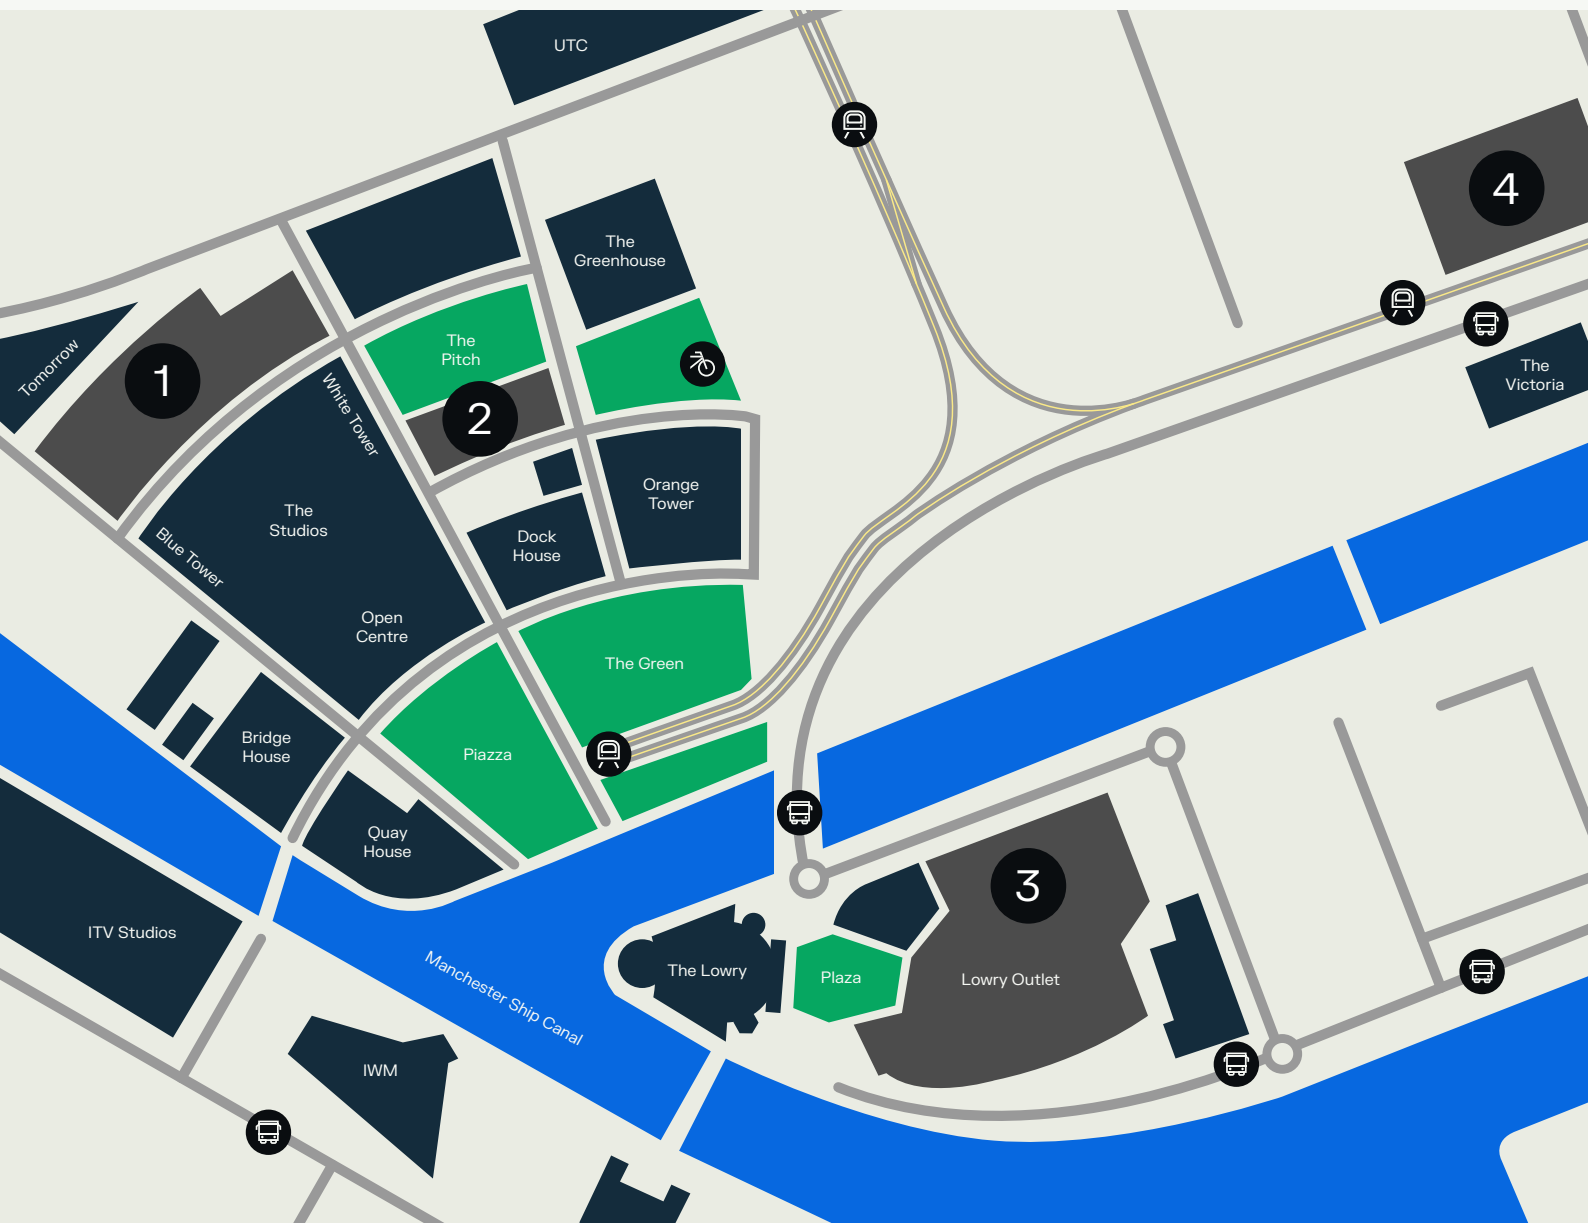 UTC
4
The
Greenhouse
The
Pitch
Tomorrow
1
2
White Tower
The
Victoria
Orange
Tower
The
Studios
Dock
House
Blue Tower
Open
Centre
The Green
Bridge
House
Piazza
Quay
House
3
ITV Studios
Manchester Ship Canal
The Lowry
Plaza
Lowry Outlet
IWM